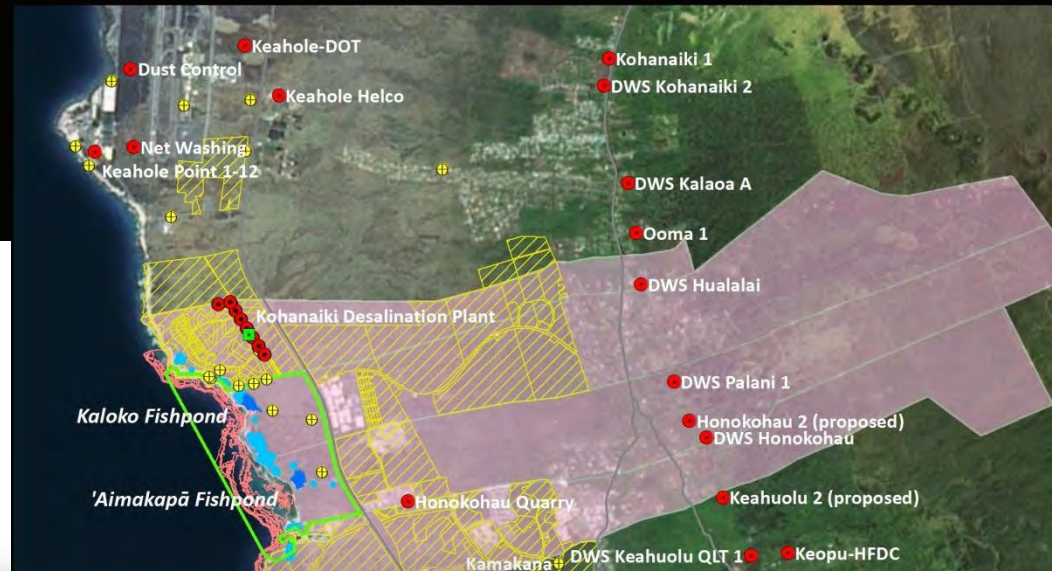 Keahole-DOT
Kohanaiki 1
Dust Control
DWS Kohanaiki 2
Keahole Helco
Net Washing
Keahole Point 1-12
DWS Kalaoa A
Ooma 1
DWS Hualalai
Kohanaiki Desalination Plant
DWS Palani 1
Kaloko Fishpond
Honokohau 2 (proposed)
DWS Honokohau
'Aimakapā Fishpond
Honokohau Quarry
Keahuolu 2 (proposed)
Kamakana
DWS Keahuolu QLT 1
Keopu-HFDC